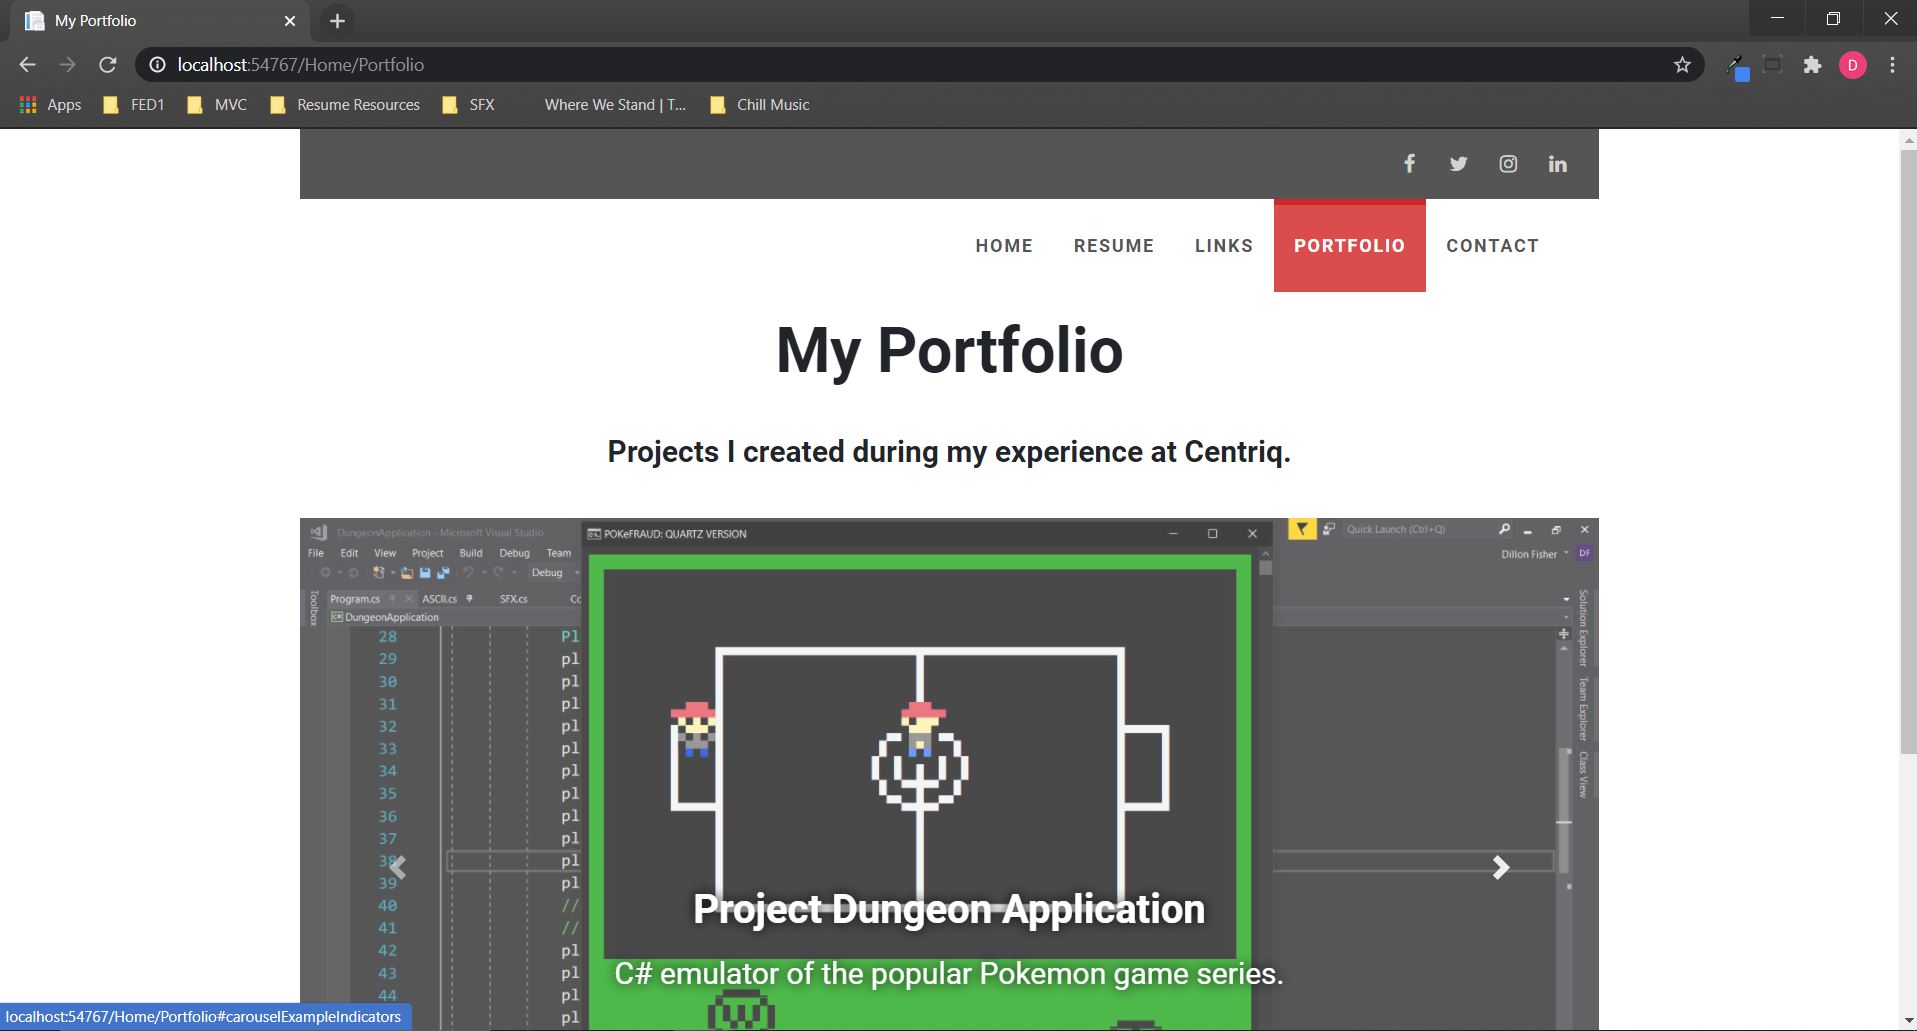 My Portfolio
localhost:54767/Home/Portfolio
D
Apps FED1 MVC Resume Resources SFX Where We Stand | T... Chill Music
HOME RESUME LINKS PORTFOLIO CONTACT
My Portfolio
Projects I created during my experience at Centriq.
DungeonApplication - Microsoft Visual Studio
POKeFRAUD: QUARTZ VERSION
Quick Launch (Ctrl+Q)
File Edit View Project Build Debug Team
Dillon Fisher DF
Debug
Program.cs ASCII.cs SFX.cs Co
DungeonApplication
Toolbox
Solution Explorer
Team Explorer
Class View
28 Pl
29 pl
30 pl
31 pl
32 pl
33 pl
34 pl
35 pl
36 pl
37 pl
38 pl
39 pl
40 //
41 //
42 pl
43 pl
44 pl
pl
Project Dungeon Application
C# emulator of the popular Pokemon game series.
localhost:54767/Home/Portfolio#carouselExampleIndicators